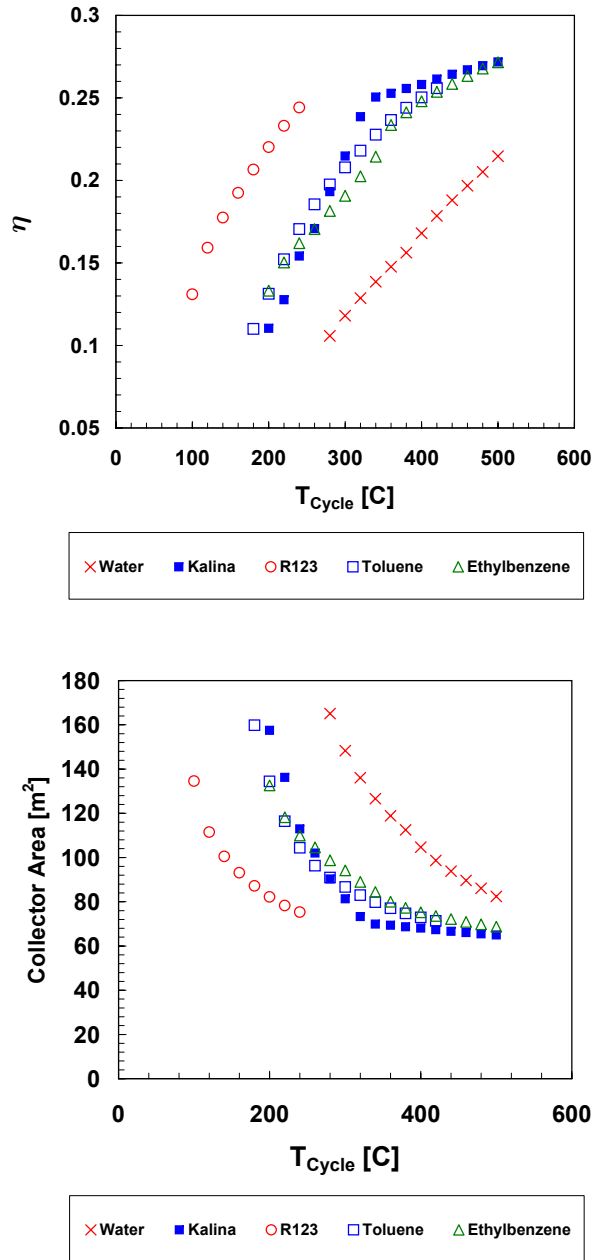 0.3
0.25
0.2
η
0.15
0.1
0.05
0 100 200 300 400 500 600
T_Cycle [C]
Water Kalina R123 Toluene Ethylbenzene
180
160
140
120
100
Collector Area [m²]
80
60
40
20
0
0 200 400 600
T_Cycle [C]
Water Kalina R123 Toluene Ethylbenzene